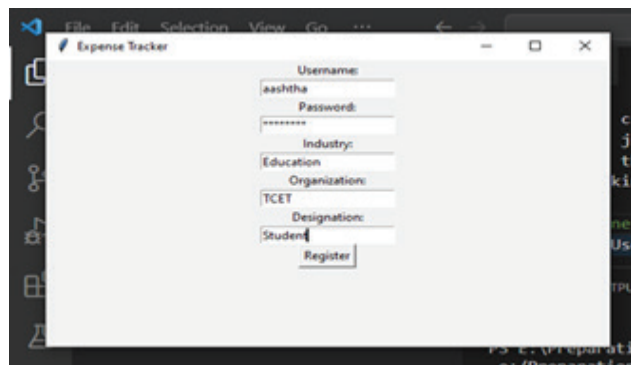 File Edit Selection View Go ...
Expense Tracker
Username:
aashtha
Password:
********
Industry:
Education
Organization:
TCET
Designation:
Student
Register